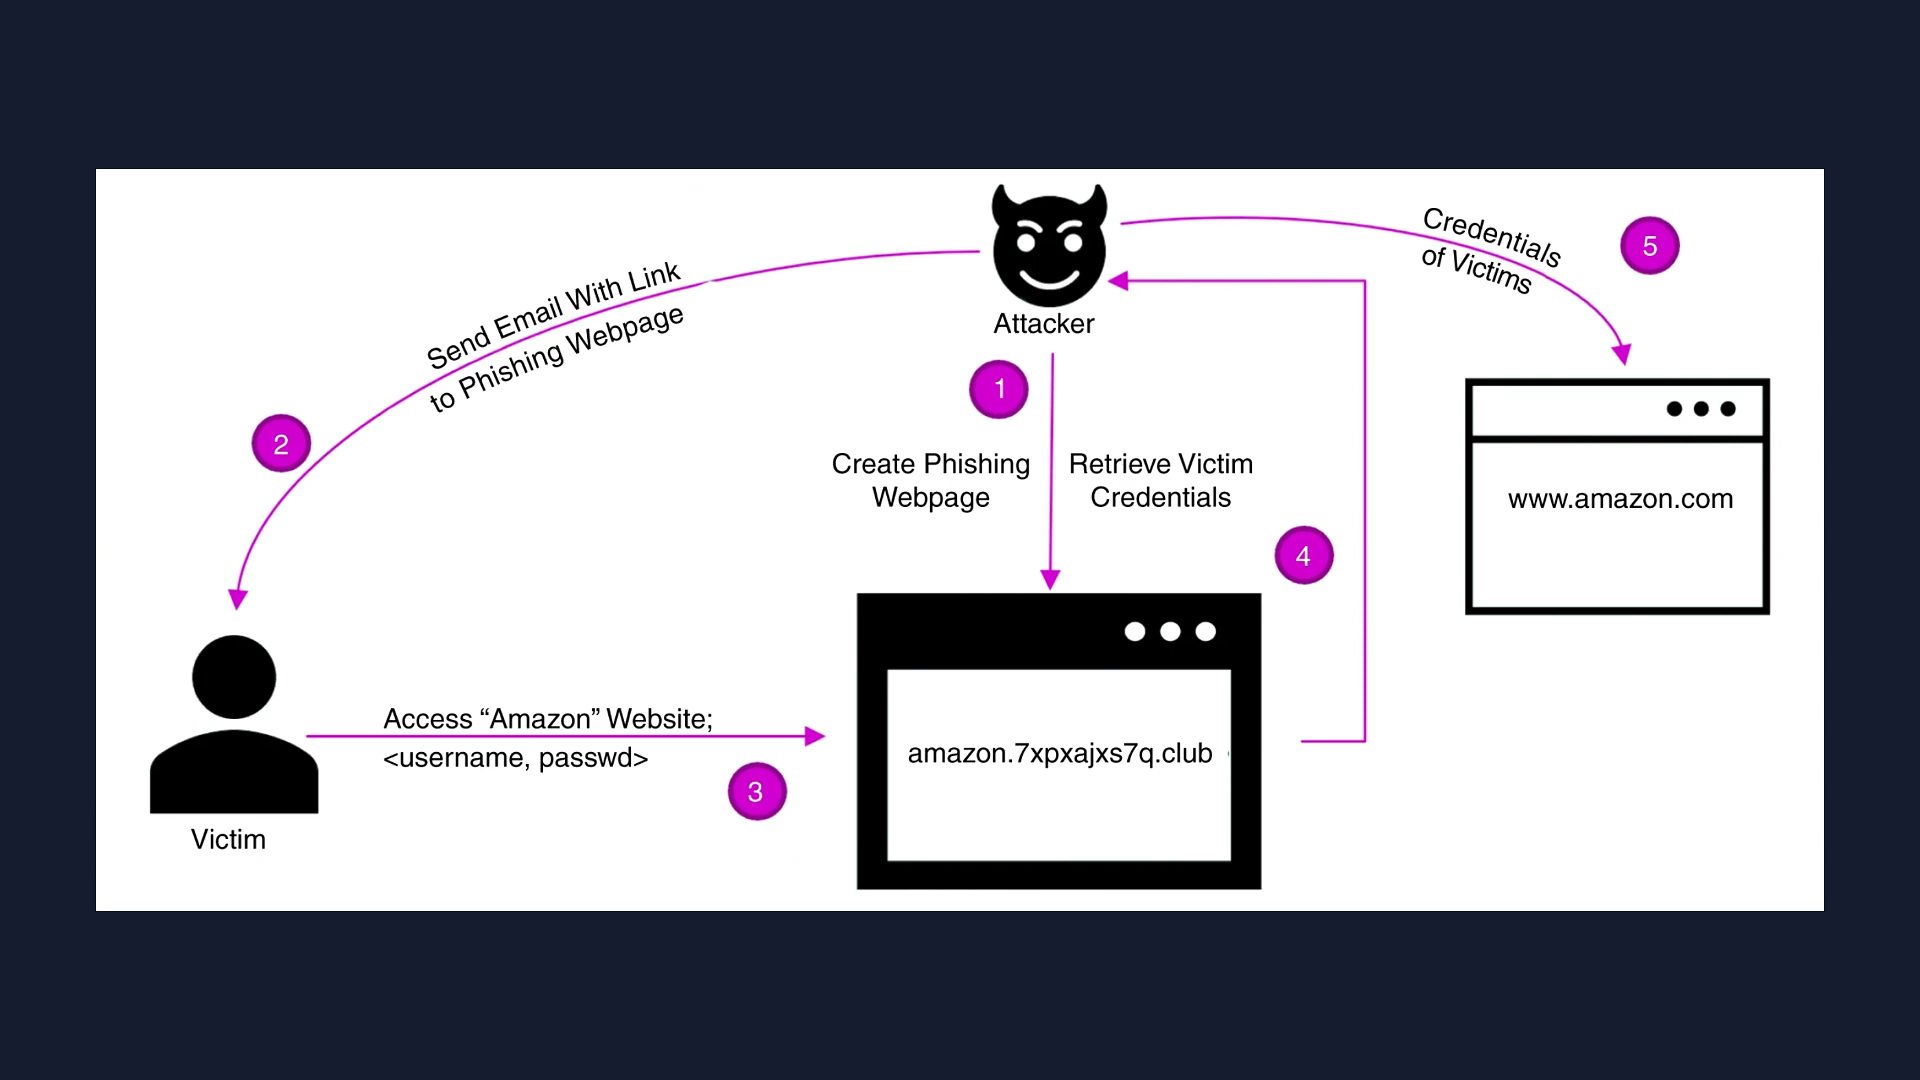 Attacker
1
Create Phishing
Webpage
2
Send Email With Link
to Phishing Webpage
Victim
3
Access “Amazon” Website;
<username, passwd>
amazon.7xpxajxs7q.club
4
Retrieve Victim
Credentials
5
Credentials
of Victims
www.amazon.com